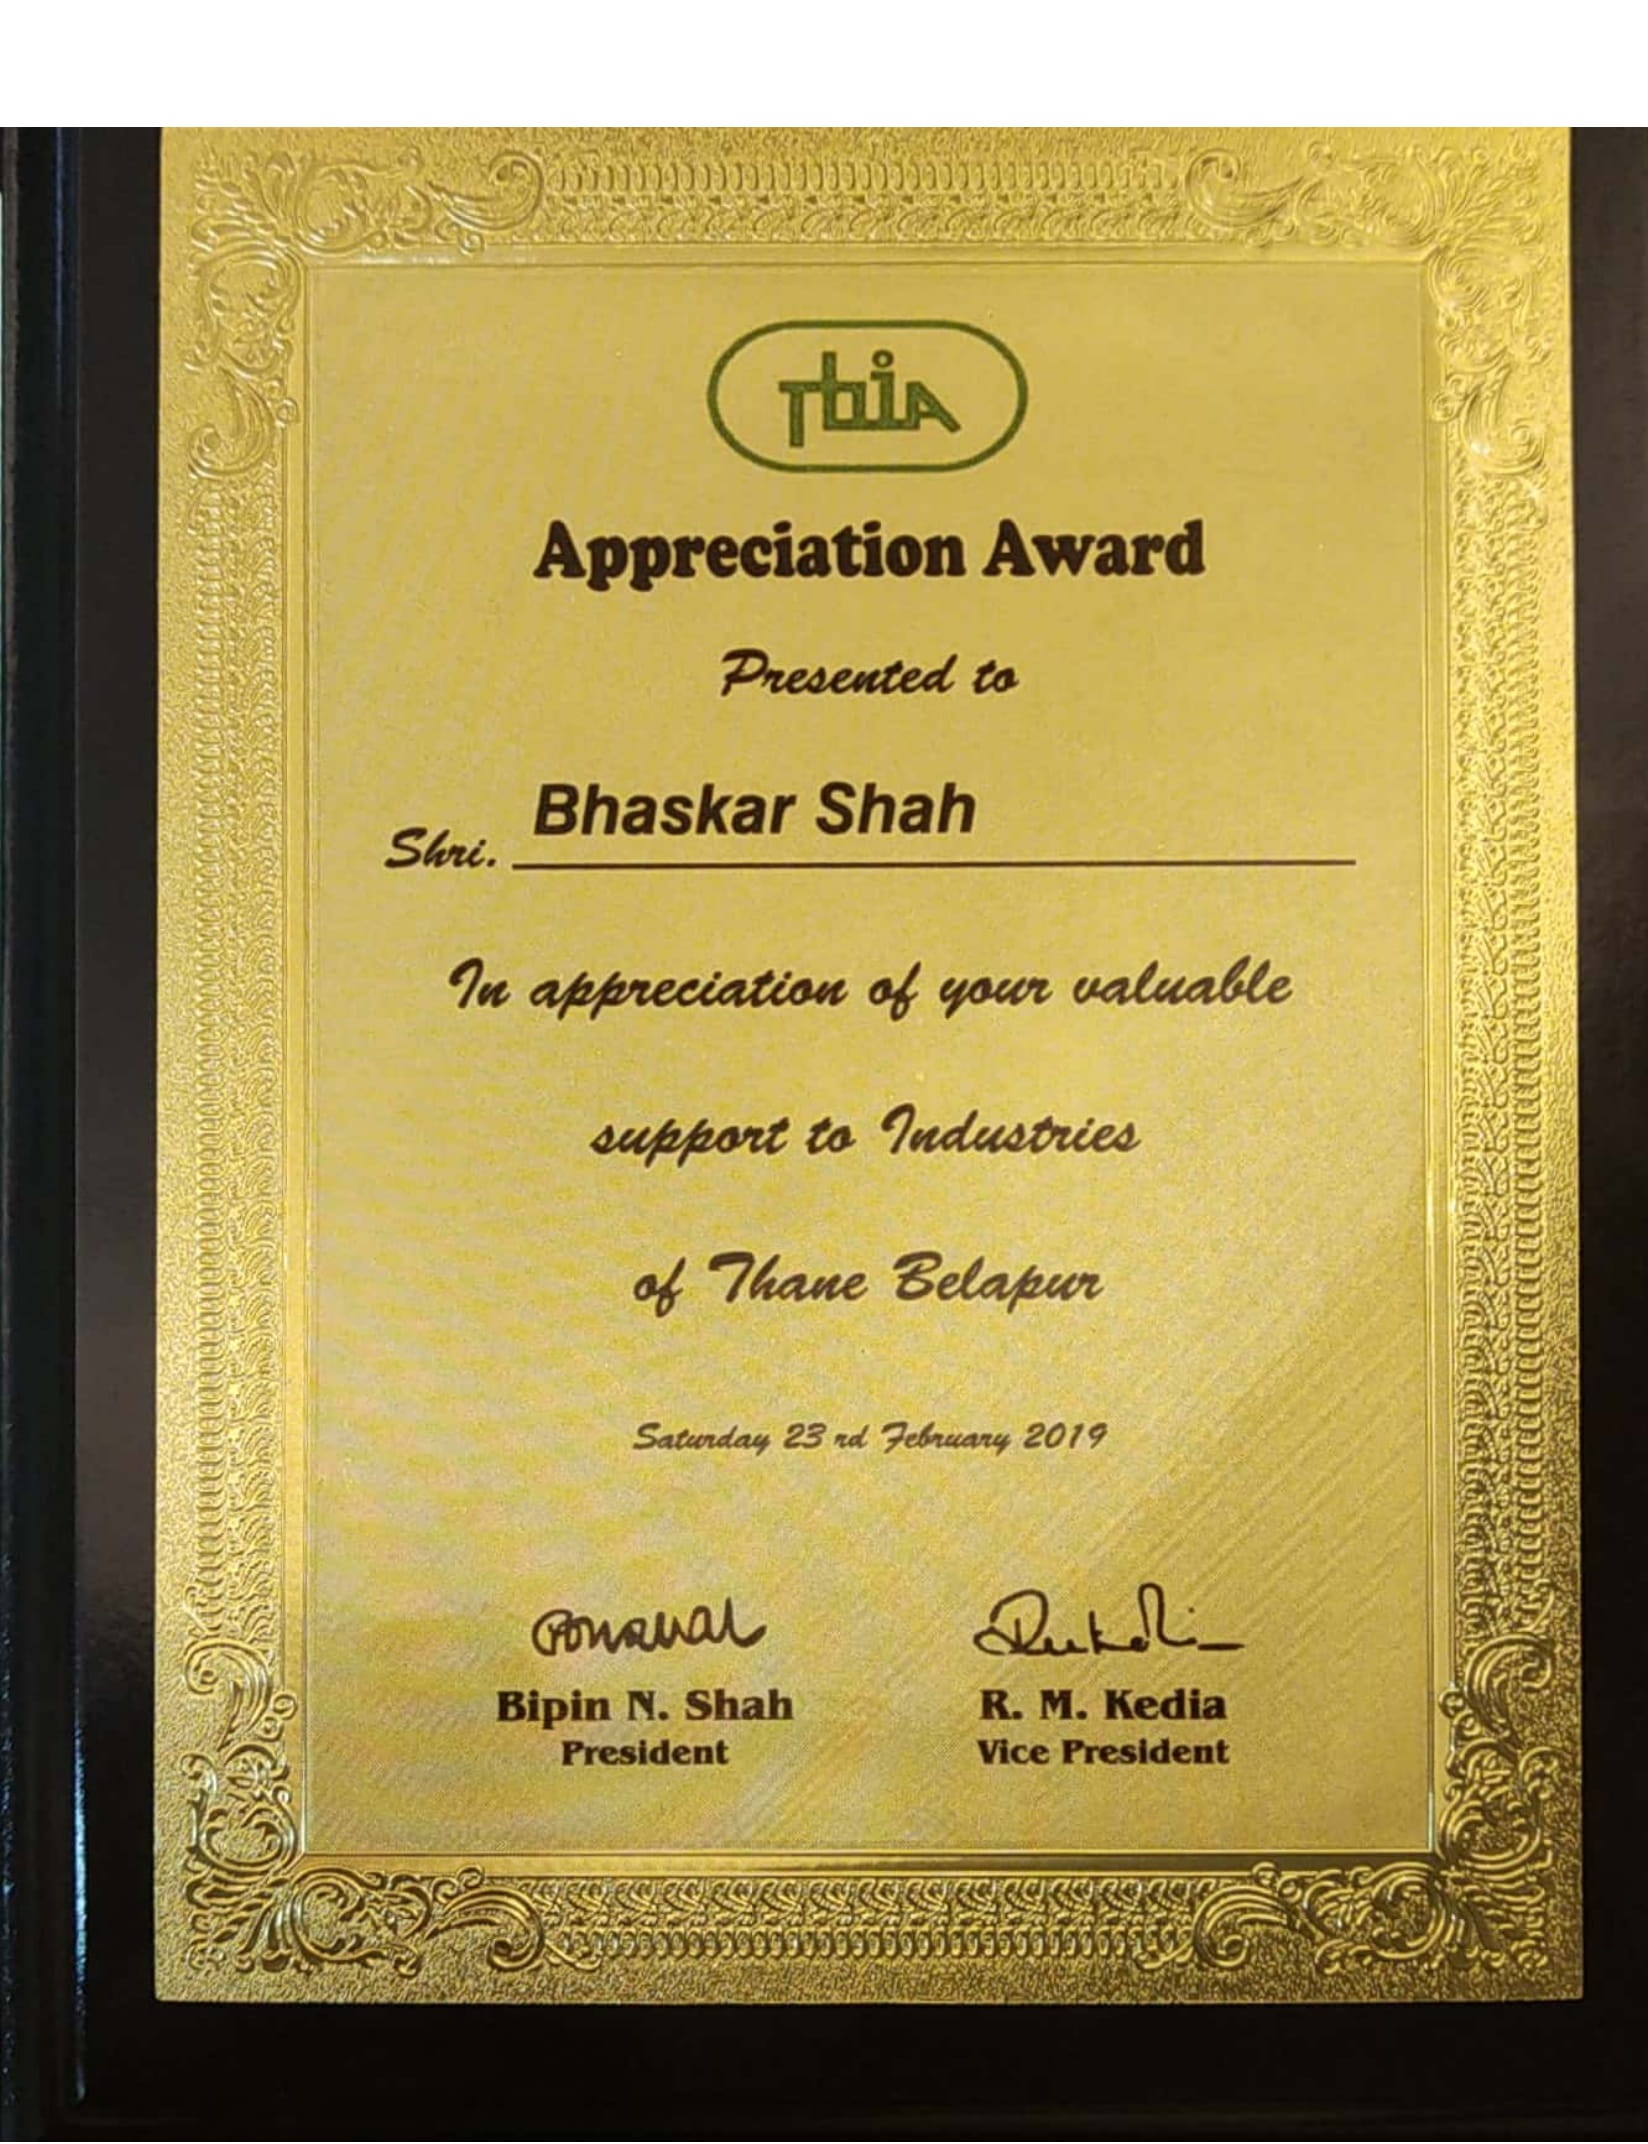 TbiA
Appreciation Award
Presented to
Shri. Bhaskar Shah
In appreciation of your valuable
support to Industries
of Thane Belapur
Saturday 23 rd February 2019
Bipin N. Shah R. M. Kedia
President Vice President